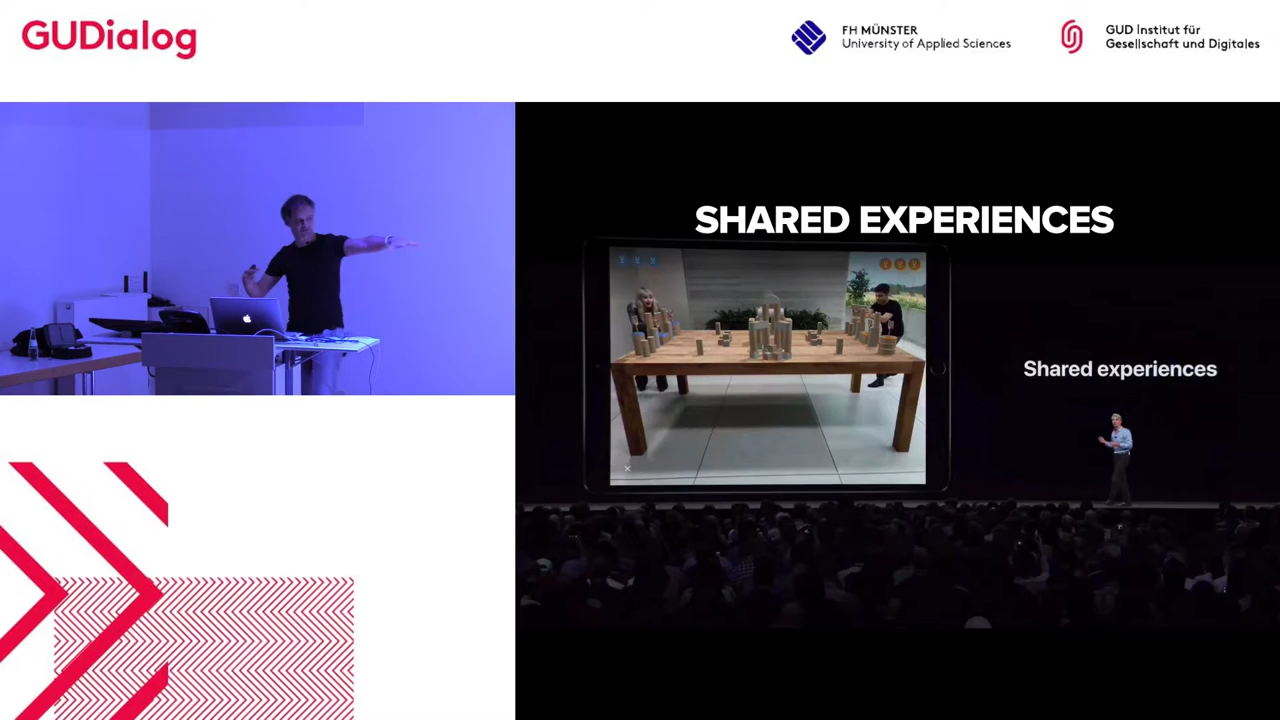 GUDialog
FH MÜNSTER
University of Applied Sciences
GUD Institut für
Gesellschaft und Digitales
SHARED EXPERIENCES
Shared experiences